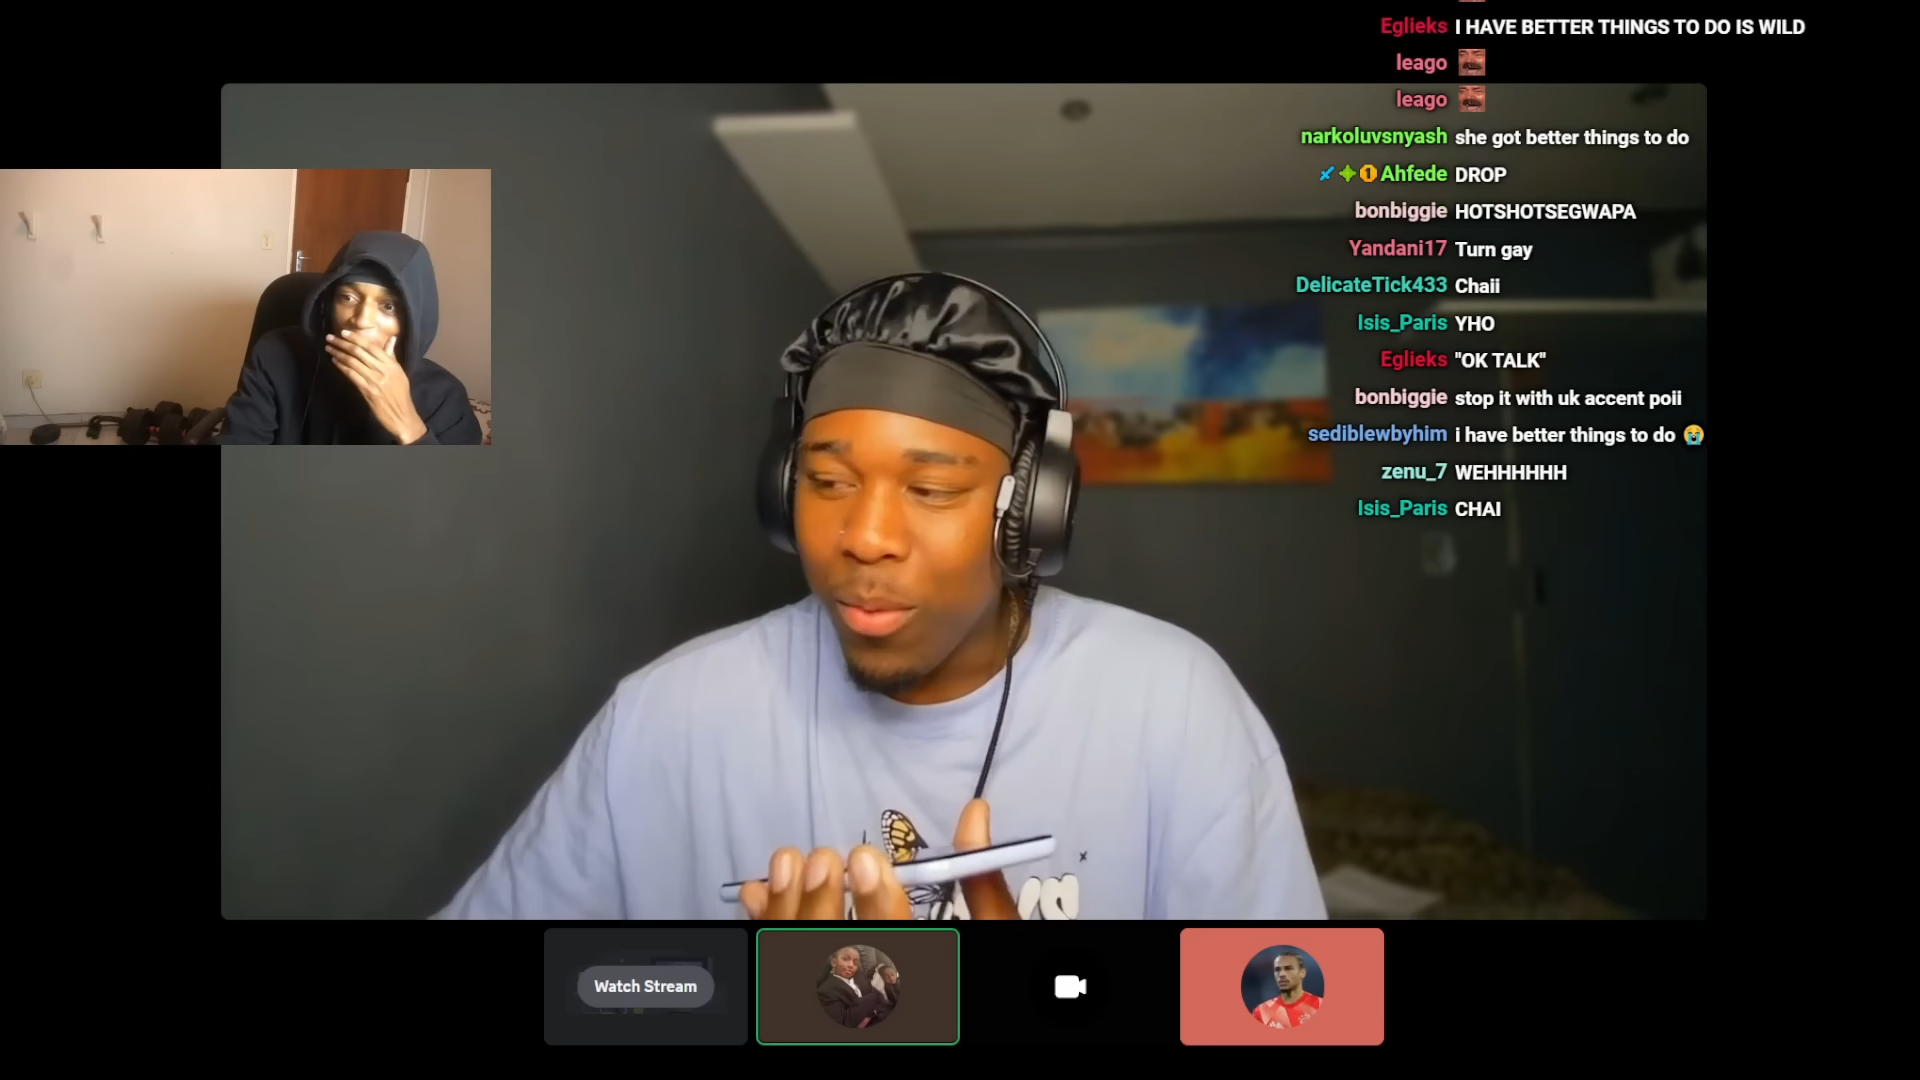 Eglieks I HAVE BETTER THINGS TO DO IS WILD
leago
leago
narkoluvsnyash she got better things to do
Ahfede DROP
bonbiggie HOTSHOTSEGWAPA
Yandani17 Turn gay
DelicateTick433 Chaii
Isis_Paris YHO
Eglieks "OK TALK"
bonbiggie stop it with uk accent poii
sediblewbyhim i have better things to do 😭
zenu_7 WEHHHHHH
Isis_Paris CHAI
Watch Stream